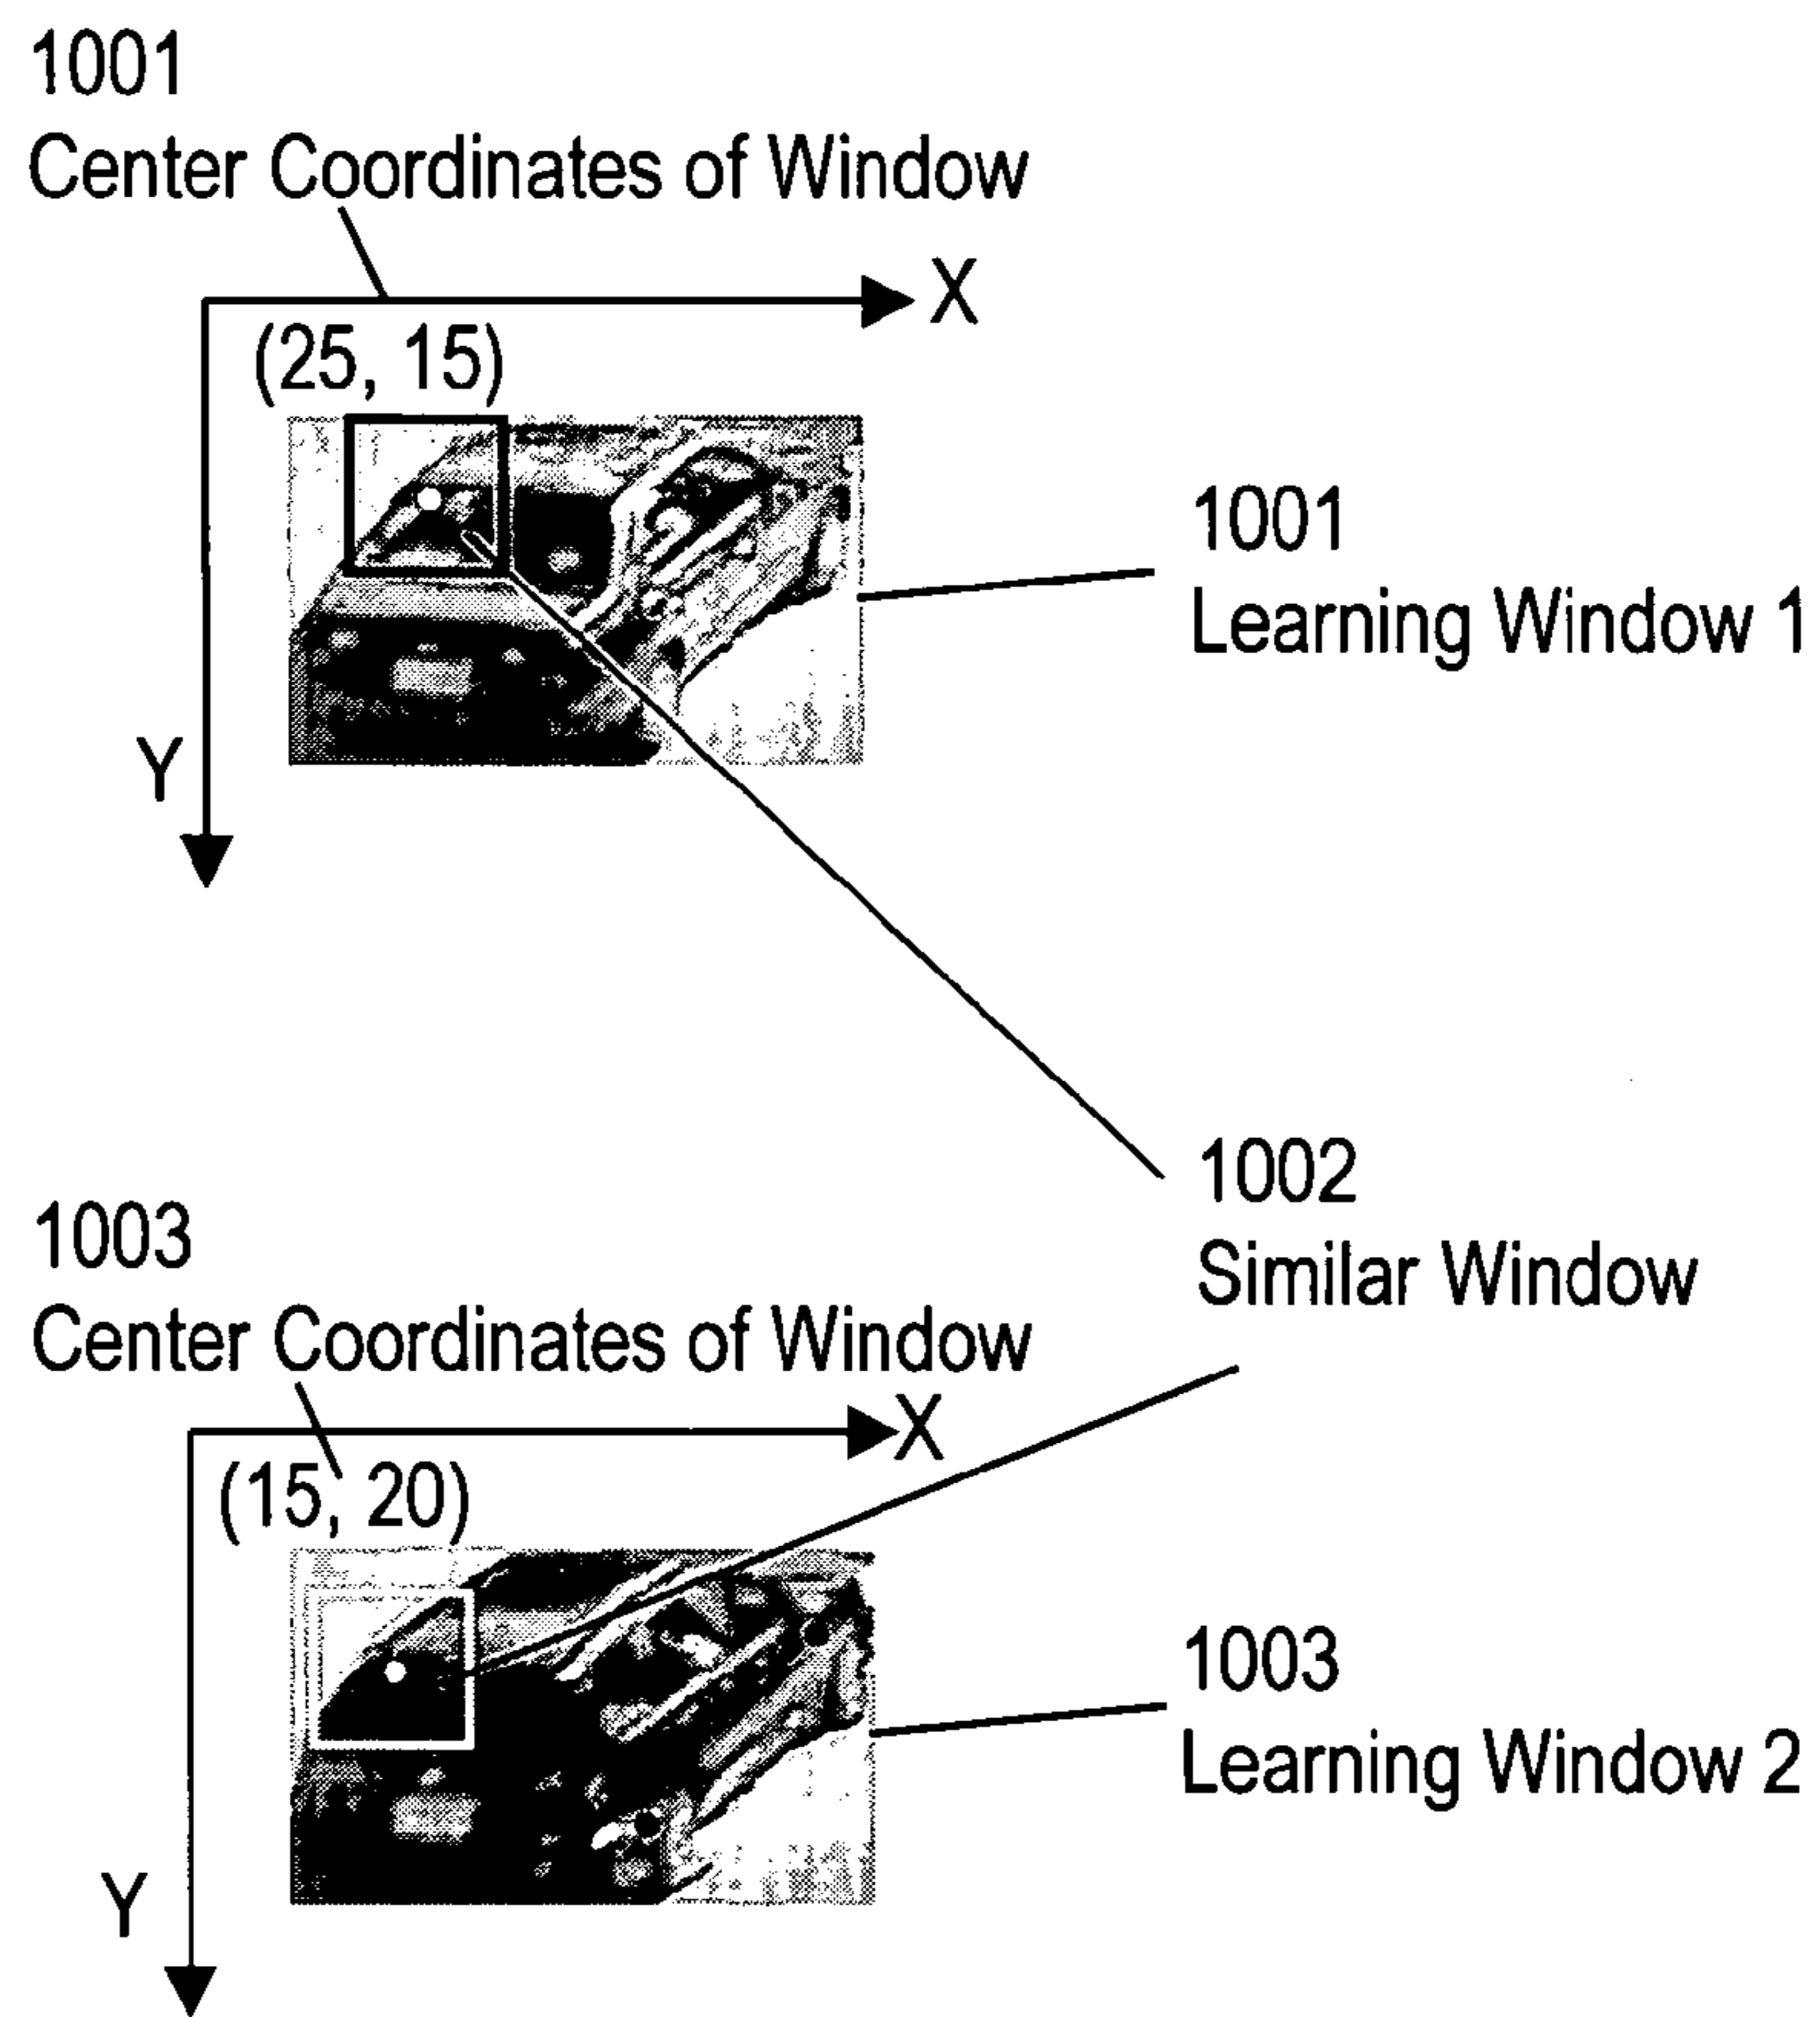 1001
Center Coordinates of Window
X
(25, 15)
1001
Learning Window 1
Y
1002
Similar Window
1003
Center Coordinates of Window
X
(15, 20)
1003
Learning Window 2
Y